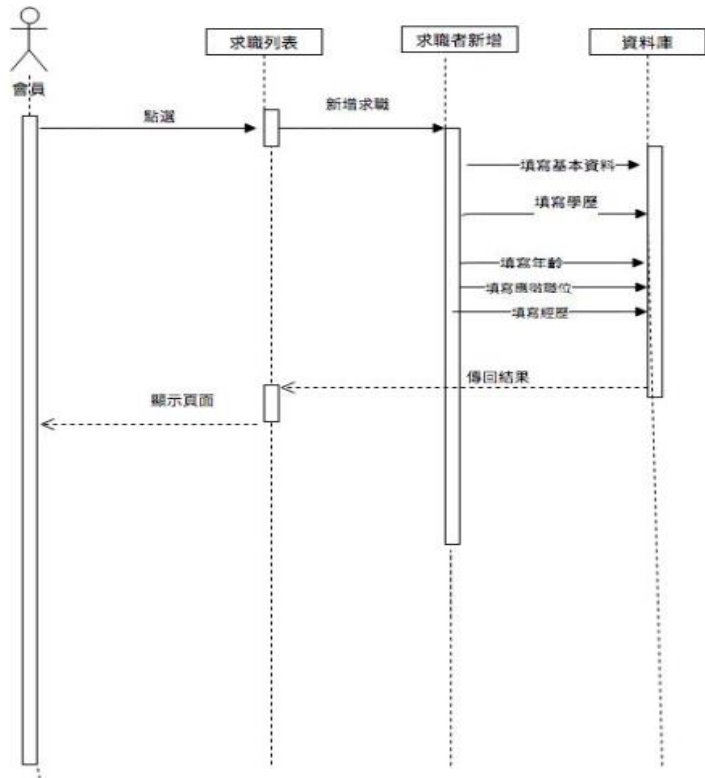 求職列表
求職者新增
資料庫
會員
點選
新增求職
填寫基本資料
填寫學歷
填寫年齡
填寫應徵職位
填寫經歷
傳回結果
顯示頁面